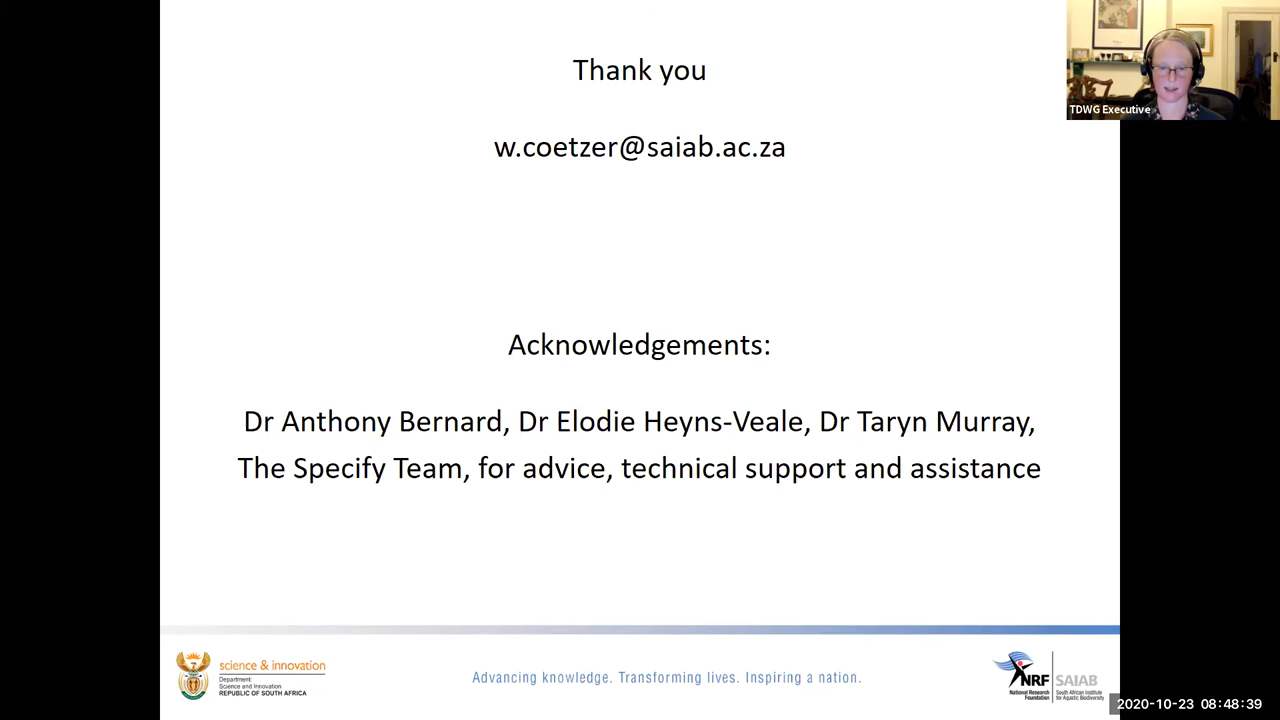 Thank you
w.coetzer@saiab.ac.za
TDWG Executive
Acknowledgements:
Dr Anthony Bernard, Dr Elodie Heyns-Veale, Dr Taryn Murray,
The Specify Team, for advice, technical support and assistance
science & innovation
Department:
Science and Innovation
REPUBLIC OF SOUTH AFRICA
Advancing knowledge. Transforming lives. Inspiring a nation.
NRF
National Research
Foundation
SAIAB
South African Institute
for Aquatic Biodiversity
2020-10-23 08:48:39